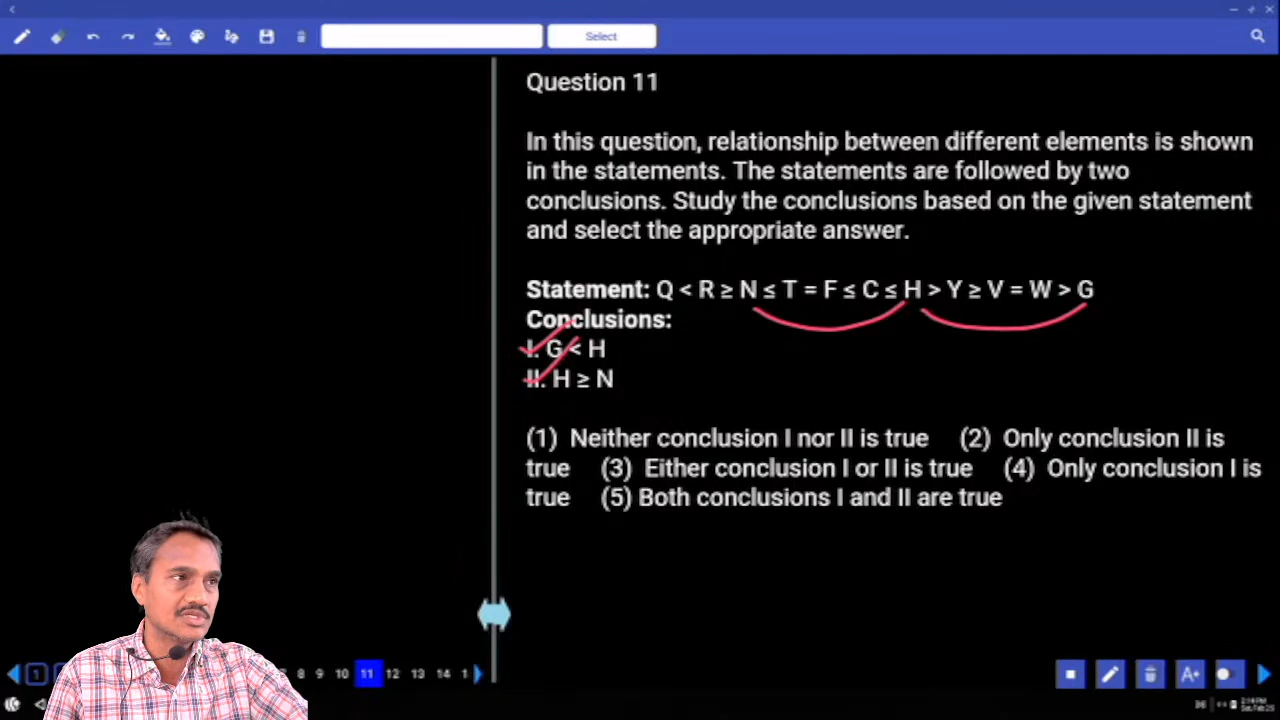 Select
Question 11
In this question, relationship between different elements is shown
in the statements. The statements are followed by two
conclusions. Study the conclusions based on the given statement
and select the appropriate answer.
Statement: Q < R ≥ N ≤ T = F ≤ C ≤ H > Y ≥ V = W > G
Conclusions:
I. G < H
II. H ≥ N
(1) Neither conclusion I nor II is true (2) Only conclusion II is
true (3) Either conclusion I or II is true (4) Only conclusion I is
true (5) Both conclusions I and II are true
1 8 9 10 11 12 13 14 1
A+